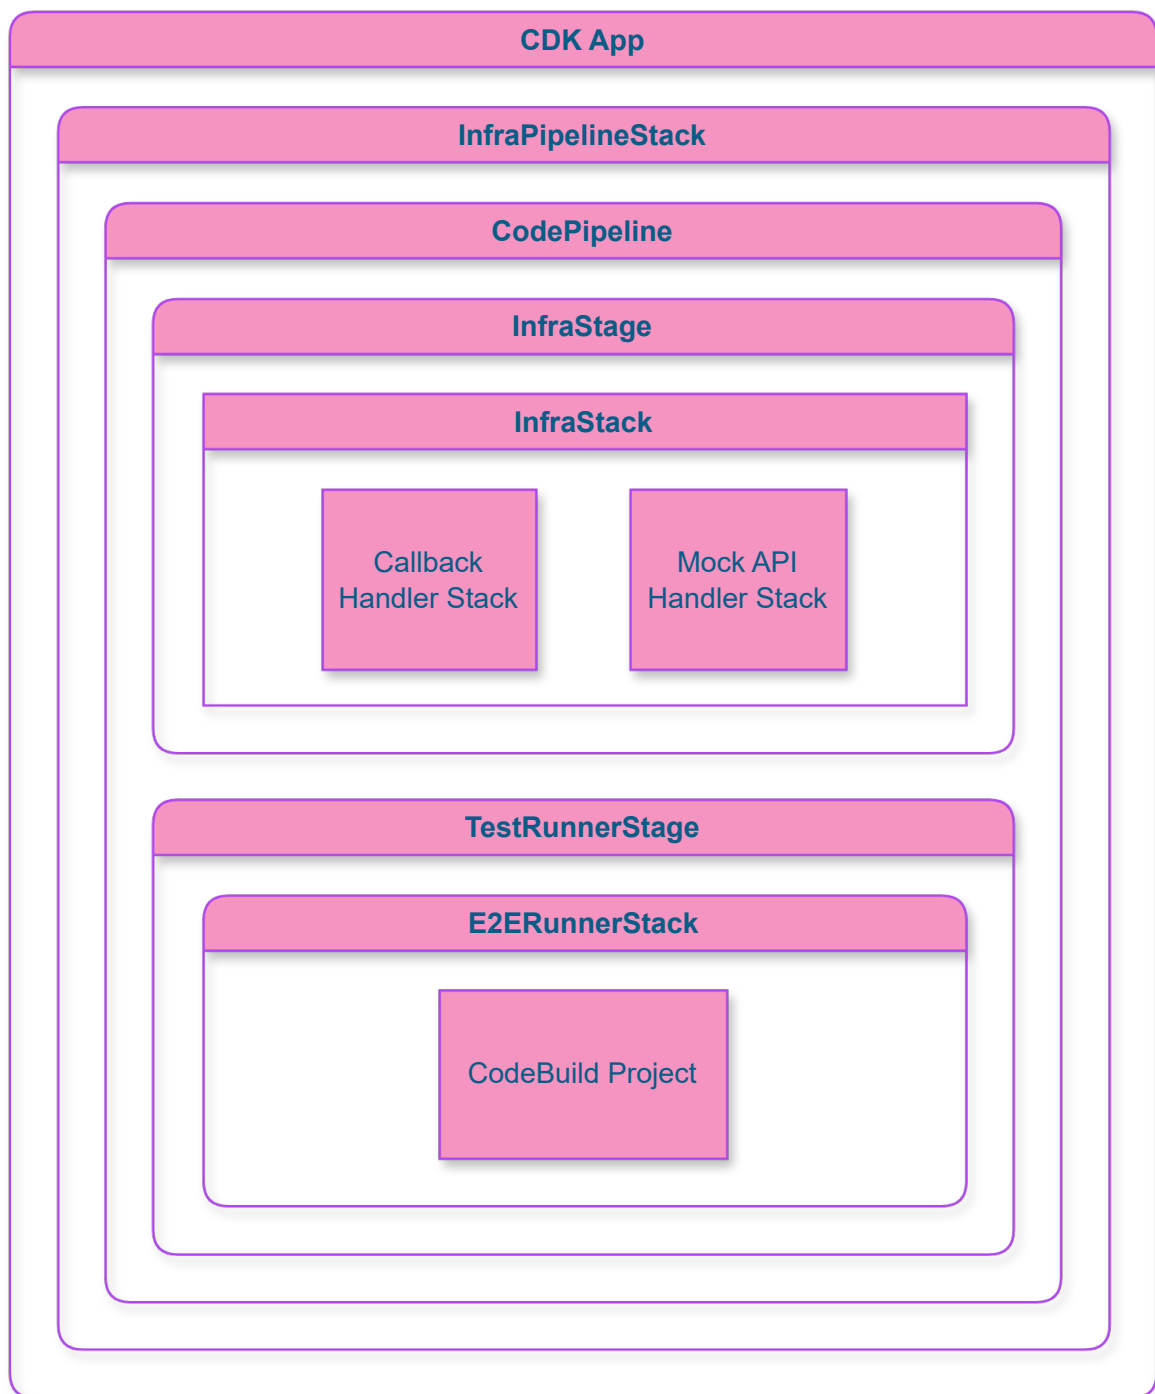 CDK App
InfraPipelineStack
CodePipeline
InfraStage
InfraStack
Callback
Handler Stack
Mock API
Handler Stack
TestRunnerStage
E2ERunnerStack
CodeBuild Project